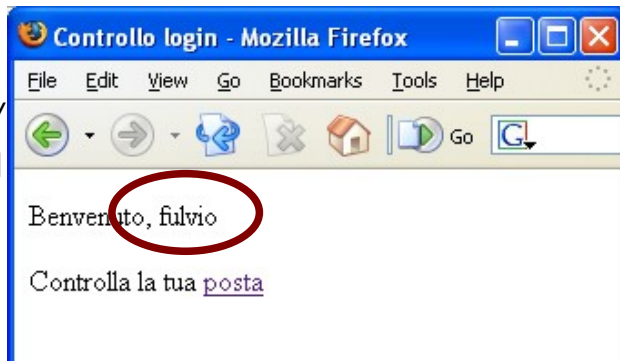 Controllo login - Mozilla Firefox
File Edit View Go Bookmarks Tools Help
Go G
Benvenuto, fulvio
Controlla la tua posta